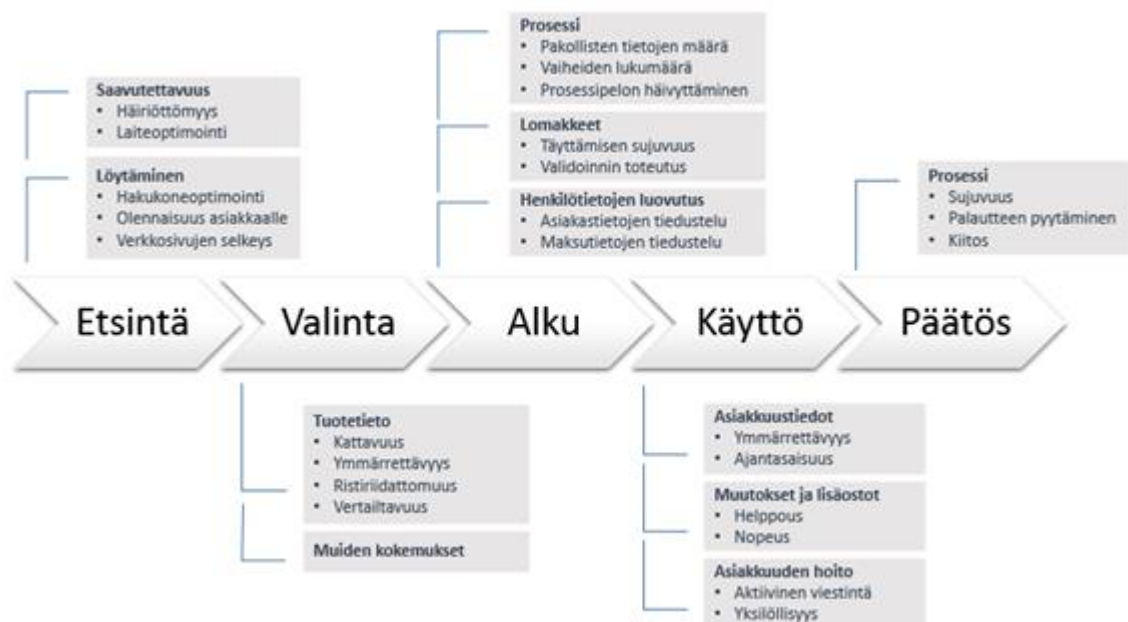 Saavutettavuus
• Häiriöttömyys
• Laiteoptimointi
Löytäminen
• Hakukoneoptimointi
• Olennaisuus asiakkaalle
• Verkkosivujen selkeys
Prosessi
• Pakollisten tietojen määrä
• Vaiheiden lukumäärä
• Prosessipelon häivyttäminen
Lomakkeet
• Täyttämisen sujuvuus
• Validoinnin toteutus
Henkilötietojen luovutus
• Asiakastietojen tiedustelu
• Maksutietojen tiedustelu
Prosessi
• Sujuvuus
• Palautteen pyytäminen
• Kiitos
Etsintä
Valinta
Alku
Käyttö
Päätös
Tuotetieto
• Kattavuus
• Ymmärrettävyys
• Ristiriidattomuus
• Vertailtavuus
Muiden kokemukset
Asiakkuustiedot
• Ymmärrettävyys
• Ajantasaisuus
Muutokset ja lisäostot
• Helppous
• Nopeus
Asiakkuuden hoito
• Aktiivinen viestintä
• Yksilöllisyys